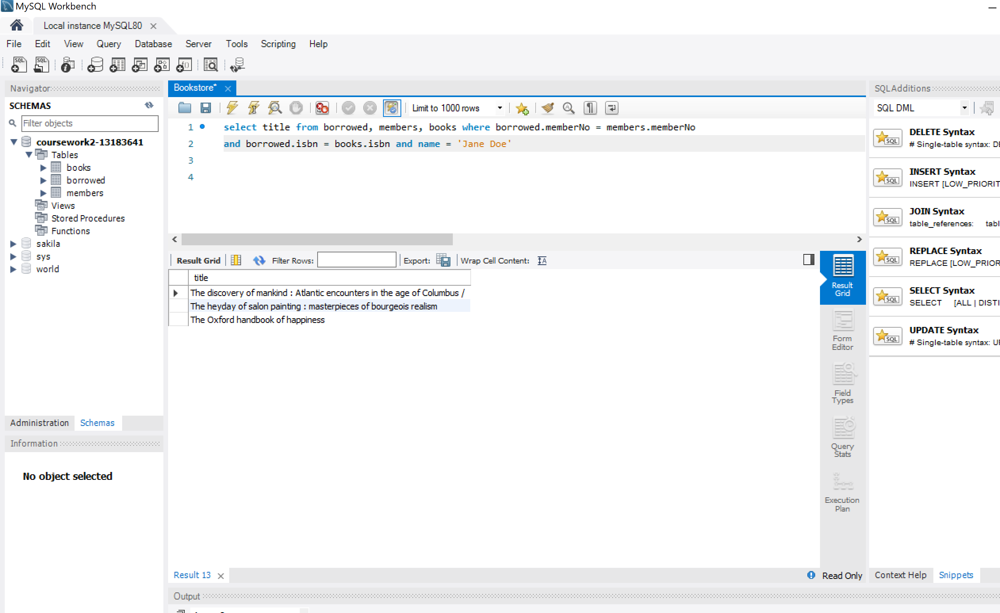 MySQL Workbench
Local instance MySQL80
File Edit View Query Database Server Tools Scripting Help
Navigator
SCHEMAS
Filter objects
coursework2-13183641
Tables
books
borrowed
members
Views
Stored Procedures
Functions
sakila
sys
world
Administration Schemas
Information
No object selected
Bookstore*
Limit to 1000 rows
1 select title from borrowed, members, books where borrowed.memberNo = members.memberNo
2 and borrowed.isbn = books.isbn and name = 'Jane Doe'
3
4
Result Grid Filter Rows: Export: Wrap Cell Content:
title
The discovery of mankind : Atlantic encounters in the age of Columbus /
The heyday of salon painting : masterpieces of bourgeois realism
The Oxford handbook of happiness
Result
Grid
Form
Editor
Field
Types
Query
Stats
Execution
Plan
Result 13
Read Only
Output
SQLAdditions
SQL DML
DELETE Syntax
# Single-table syntax: DE
INSERT Syntax
INSERT [LOW_PRIORIT
JOIN Syntax
table_references: tabl
REPLACE Syntax
REPLACE [LOW_PRIOR
SELECT Syntax
SELECT [ALL | DISTI
UPDATE Syntax
# Single-table syntax: UP
Context Help Snippets